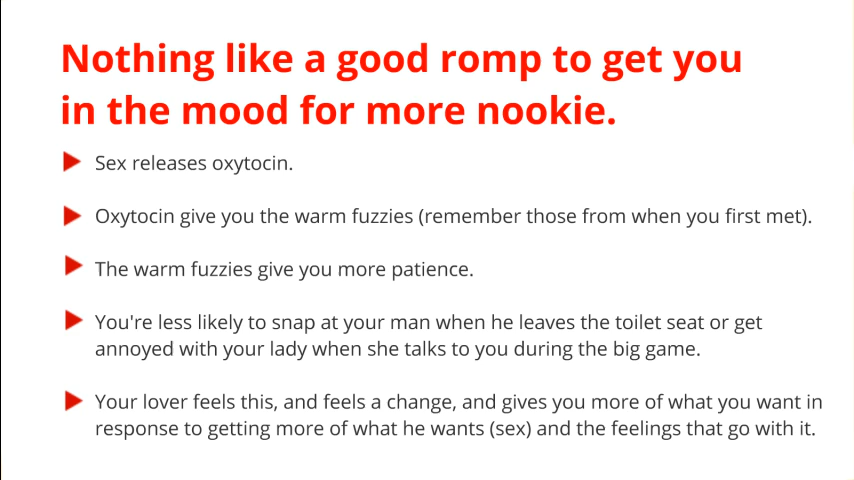 Nothing like a good romp to get you
in the mood for more nookie.
Sex releases oxytocin.
Oxytocin give you the warm fuzzies (remember those from when you first met).
The warm fuzzies give you more patience.
You're less likely to snap at your man when he leaves the toilet seat or get
annoyed with your lady when she talks to you during the big game.
Your lover feels this, and feels a change, and gives you more of what you want in
response to getting more of what he wants (sex) and the feelings that go with it.